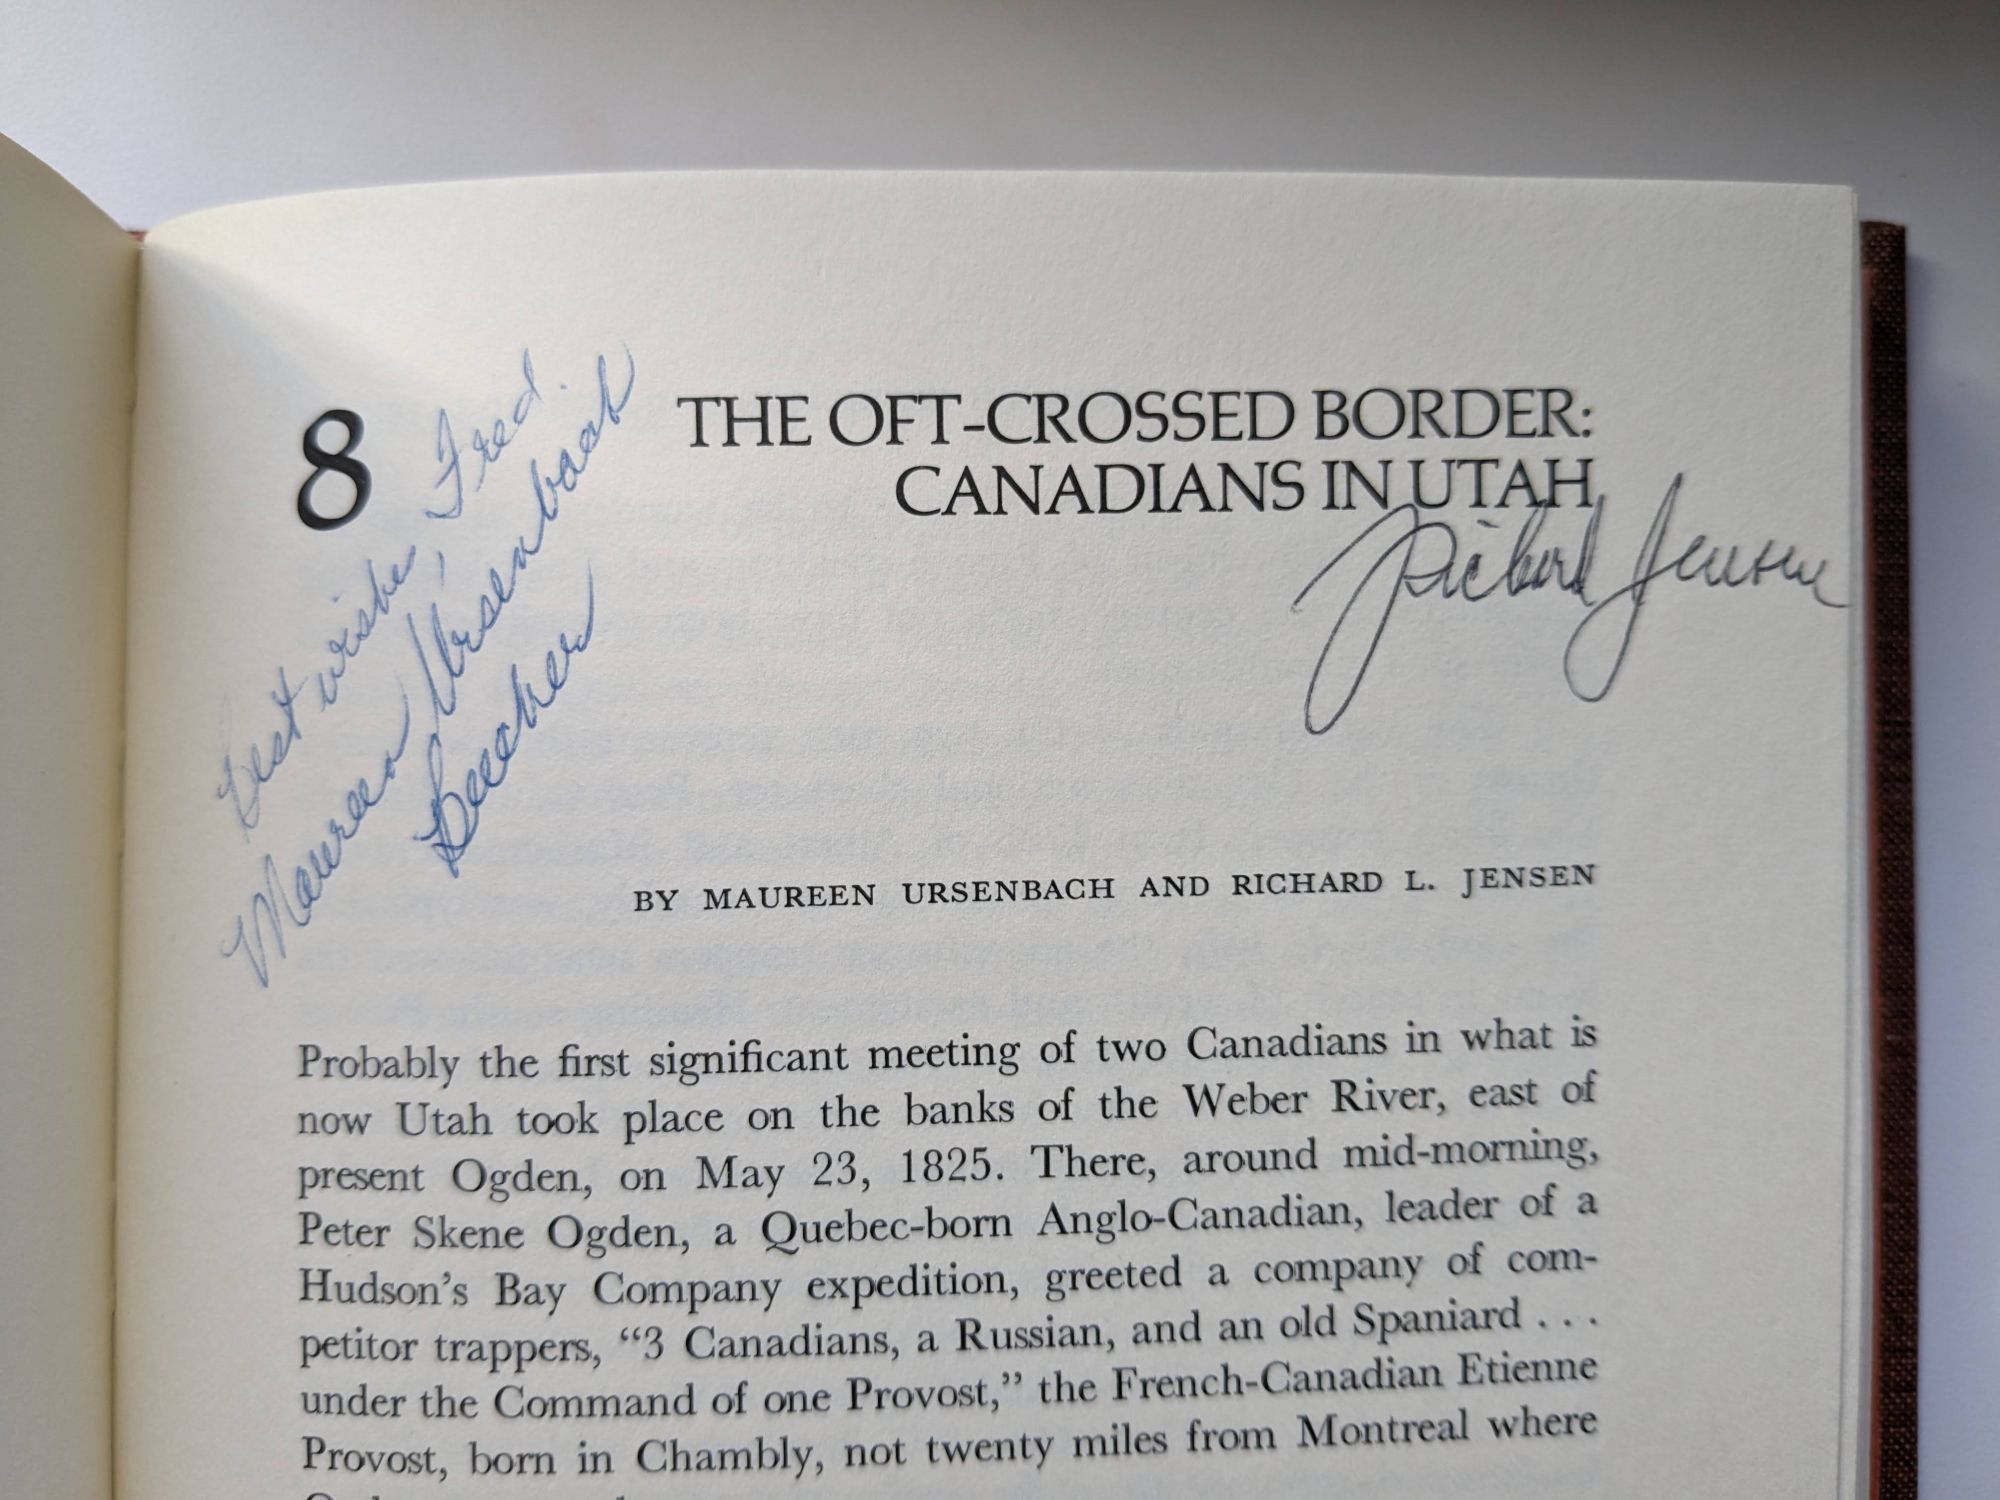 8
THE OFT-CROSSED BORDER:
CANADIANS IN UTAH
Best wishes, Fred.
Maureen Ursenbach
Beecher
Richard Jensen
BY MAUREEN URSENBACH AND RICHARD L. JENSEN
Probably the first significant meeting of two Canadians in what is
now Utah took place on the banks of the Weber River, east of
present Ogden, on May 23, 1825. There, around mid-morning,
Peter Skene Ogden, a Quebec-born Anglo-Canadian, leader of a
Hudson's Bay Company expedition, greeted a company of com-
petitor trappers, “3 Canadians, a Russian, and an old Spaniard . . .
under the Command of one Provost,” the French-Canadian Etienne
Provost, born in Chambly, not twenty miles from Montreal where